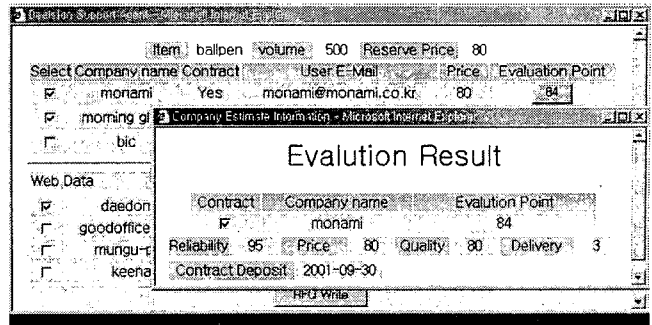 Decision Support Agent - Microsoft Internet Explorer
Item ballpen volume 500 Reserve Price 80
Select Company name Contract User E-Mail Price Evaluation Point
monami Yes monami@monami.co.kr 80 84
morning gl
bic
Company Estimate Information - Microsoft Internet Explorer
Evalution Result
Contract Company name Evalution Point
monami 84
Reliability 95 Price 80 Quality 80 Delivery 3
Contract Deposit 2001-09-30
Web Data
daedon
goodoffice
mungu-
keena
RFQ Write